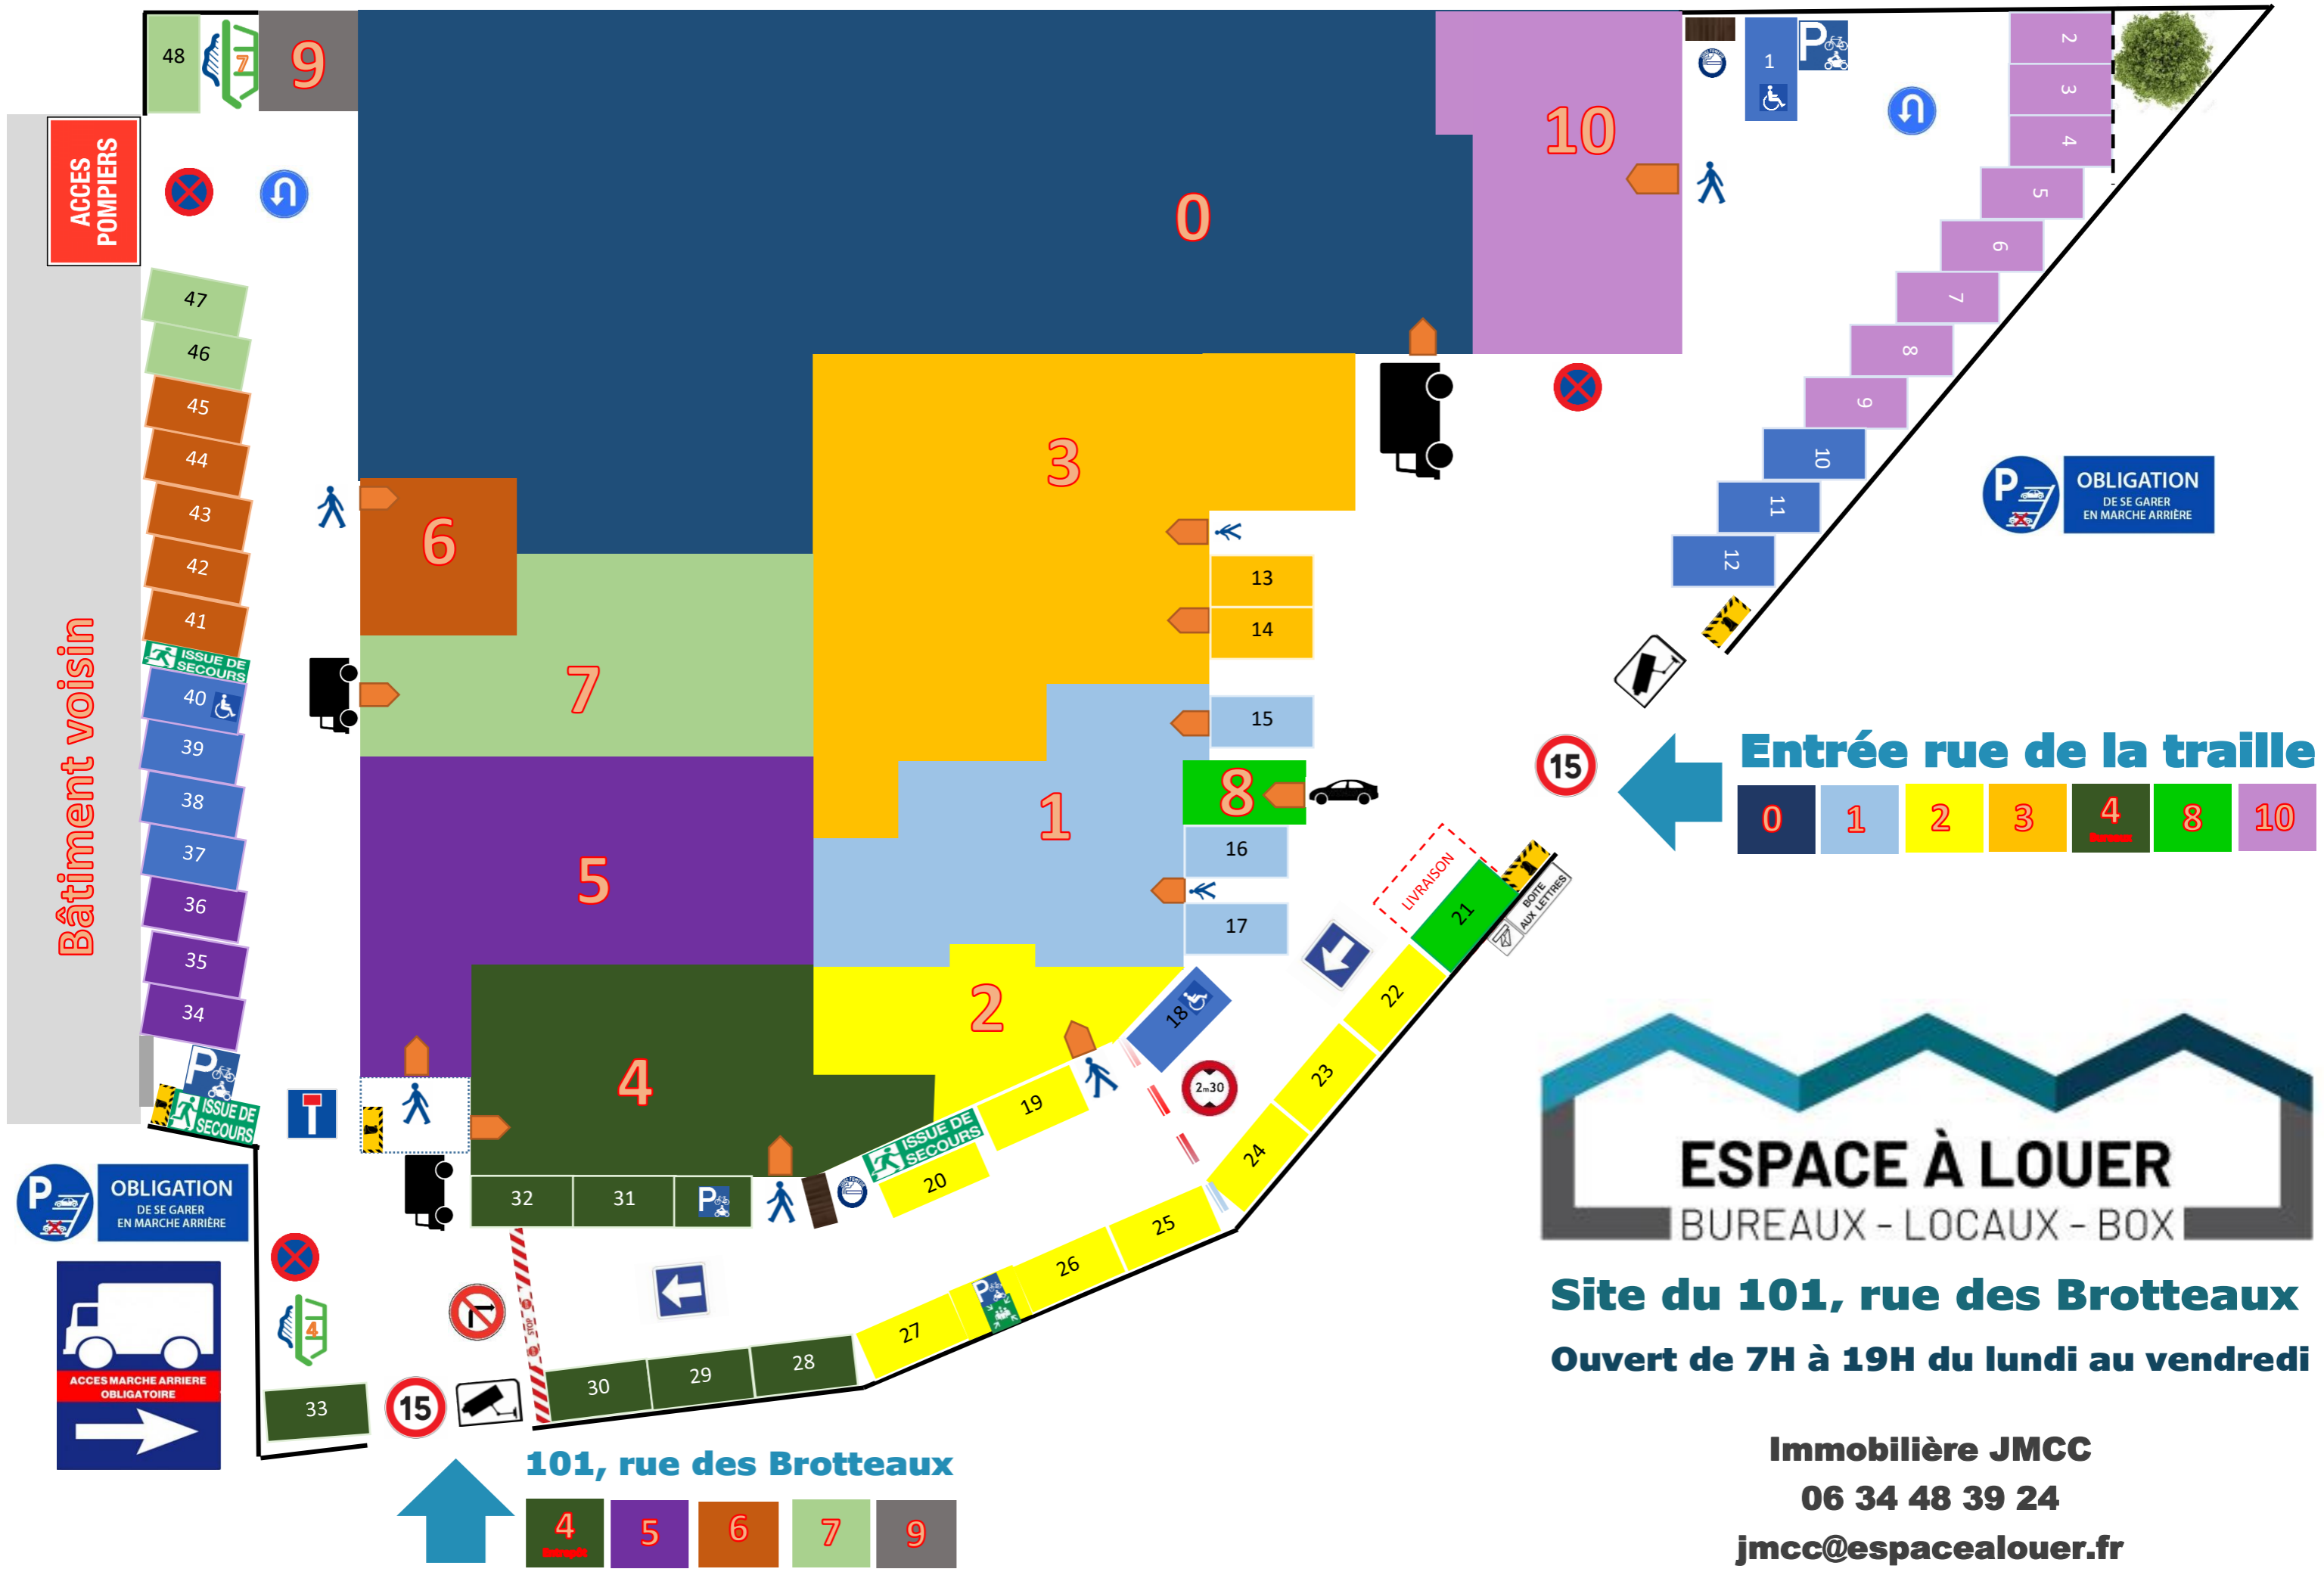 48
7
9
10
0
P
1
2
3
4
5
6
7
8
9
10
11
12
ACCES
POMPIERS
47
46
45
44
43
42
41
ISSUE DE
SECOURS
40
39
38
37
36
35
34
P
ISSUE DE
SECOURS
Bâtiment voisin
6
7
3
13
14
15
5
1
8
16
17
2
18
4
19
ISSUE DE
SECOURS
20
2m30
P
OBLIGATION
DE SE GARER
EN MARCHE ARRIÈRE
15
Entrée rue de la traille
0
1
2
3
4
8
10
LIVRAISON
21
BOITE
AUX LETTRES
22
23
24
25
26
P
27
28
29
30
STOP
32
31
P
P
OBLIGATION
DE SE GARER
EN MARCHE ARRIÈRE
ACCES MARCHE ARRIERE
OBLIGATOIRE
4
33
15
101, rue des Brotteaux
4
Entrepôt
5
6
7
9
ESPACE À LOUER
BUREAUX - LOCAUX - BOX
Site du 101, rue des Brotteaux
Ouvert de 7H à 19H du lundi au vendredi
Immobilière JMCC
06 34 48 39 24
jmcc@espacealouer.fr